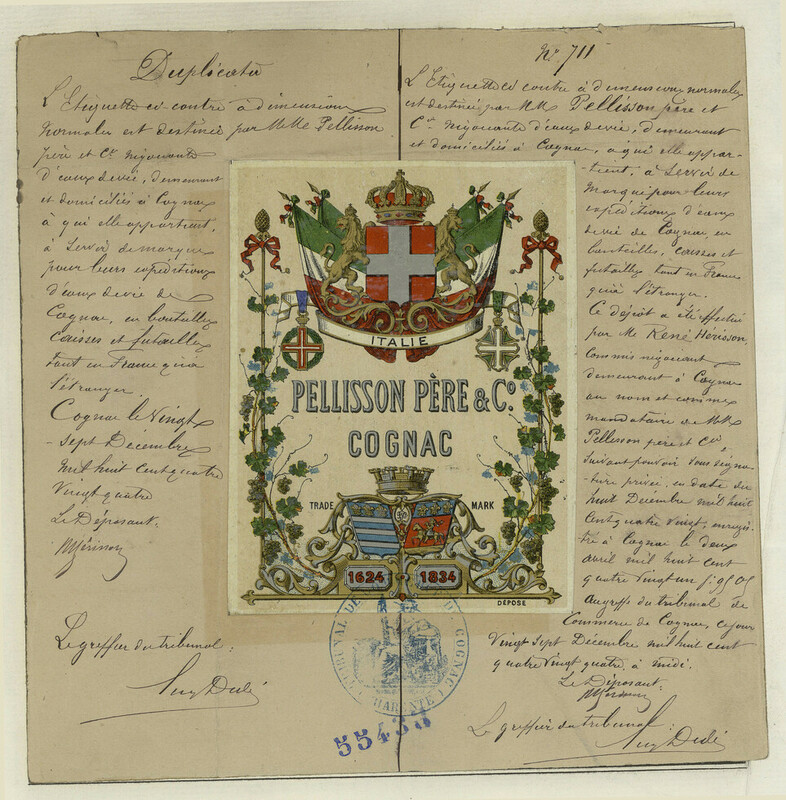 Duplicata
L'Etiquette ci contre à dimensions
normales est destinée par MM. Pellisson
père et Cie négociants
d'eaux de vie, demeurant
et domiciliés à Cognac
à qui elle appartient,
à servir de marque
pour leurs expéditions
d'eaux de vie de
Cognac, en bouteilles
caisses et futailles
tant en France qu'à
l'étranger.
Cognac le Vingt
-sept Décembre
mil huit cent quatre
vingt quatre
Le Déposant:
Le greffier du tribunal:
No. 711
L'Etiquette ci contre à dimensions normales
est destinée par MM. Pellisson père et
Cie négociants d'eaux de vie, demeurant
et domiciliés à Cognac, à qui elle appar-
tient, à servir de
marque pour leurs
expéditions d'eaux
de vie de Cognac, en
bouteilles, caisses et
futailles tant en France
qu'à l'étranger.
Ce dépôt a été effectué
par Mr René Hérisson,
Commis négociant
demeurant à Cognac
au nom et comme
mandataire de MM.
Pellisson père et Cie
suivant pouvoir sous signa-
-ture privée, en date du
huit Décembre mil huit
cent quatre vingt, enregis-
tré à Cognac le deux
avril mil huit cent
quatre vingt un
au greffe du tribunal de
Commerce de Cognac, ce jour
Vingt sept Décembre mil huit cent
quatre vingt quatre, à midi.
Le Déposant:
Le greffier du tribunal:
ITALIE
PELLISSON PÈRE & Co.
COGNAC
TRADE MARK
1624 1834
DÉPOSÉ
TRIBUNAL DE COGNAC
CHARENTE
55433